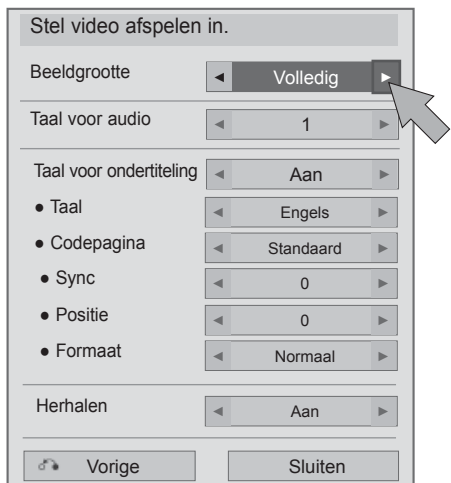 Stel video afspelen in.
Beeldgrootte ◄ Volledig ►
Taal voor audio ◄ 1 ►
Taal voor ondertiteling ◄ Aan ►
● Taal ◄ Engels ►
● Codepagina ◄ Standaard ►
● Sync ◄ 0 ►
● Positie ◄ 0 ►
● Formaat ◄ Normaal ►
Herhalen ◄ Aan ►
Vorige Sluiten